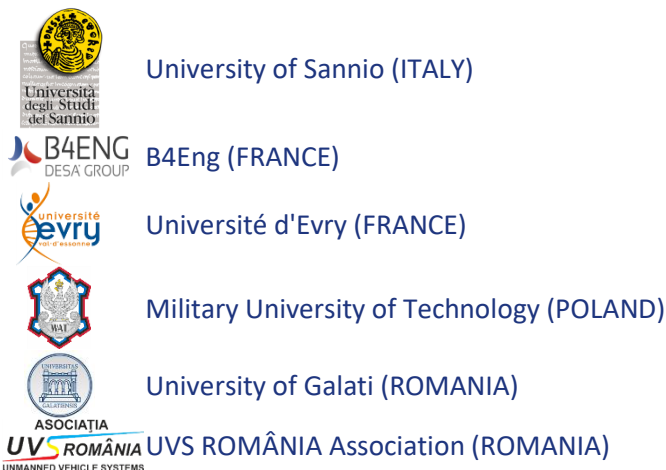 Università
degli Studi
del Sannio
University of Sannio (ITALY)
B4ENG
DESA GROUP
B4Eng (FRANCE)
université
evry
val-d'essonne
Université d'Evry (FRANCE)
WAT
Military University of Technology (POLAND)
UNIVERSITAS
GALATIENSIS
University of Galati (ROMANIA)
ASOCIAȚIA
UVS ROMÂNIA
UNMANNED VEHICLE SYSTEMS
UVS ROMÂNIA Association (ROMANIA)